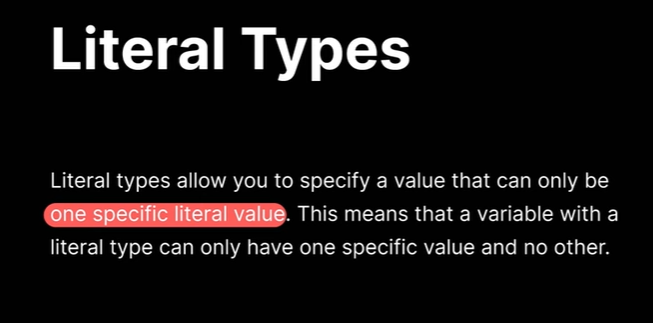 Literal Types
Literal types allow you to specify a value that can only be
one specific literal value. This means that a variable with a
literal type can only have one specific value and no other.